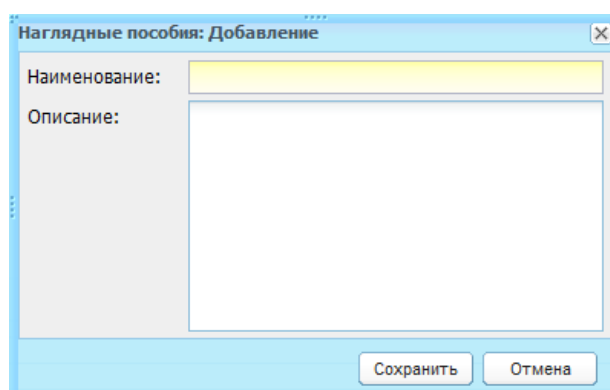 Наглядные пособия: Добавление
Наименование:
Описание:
Сохранить Отмена